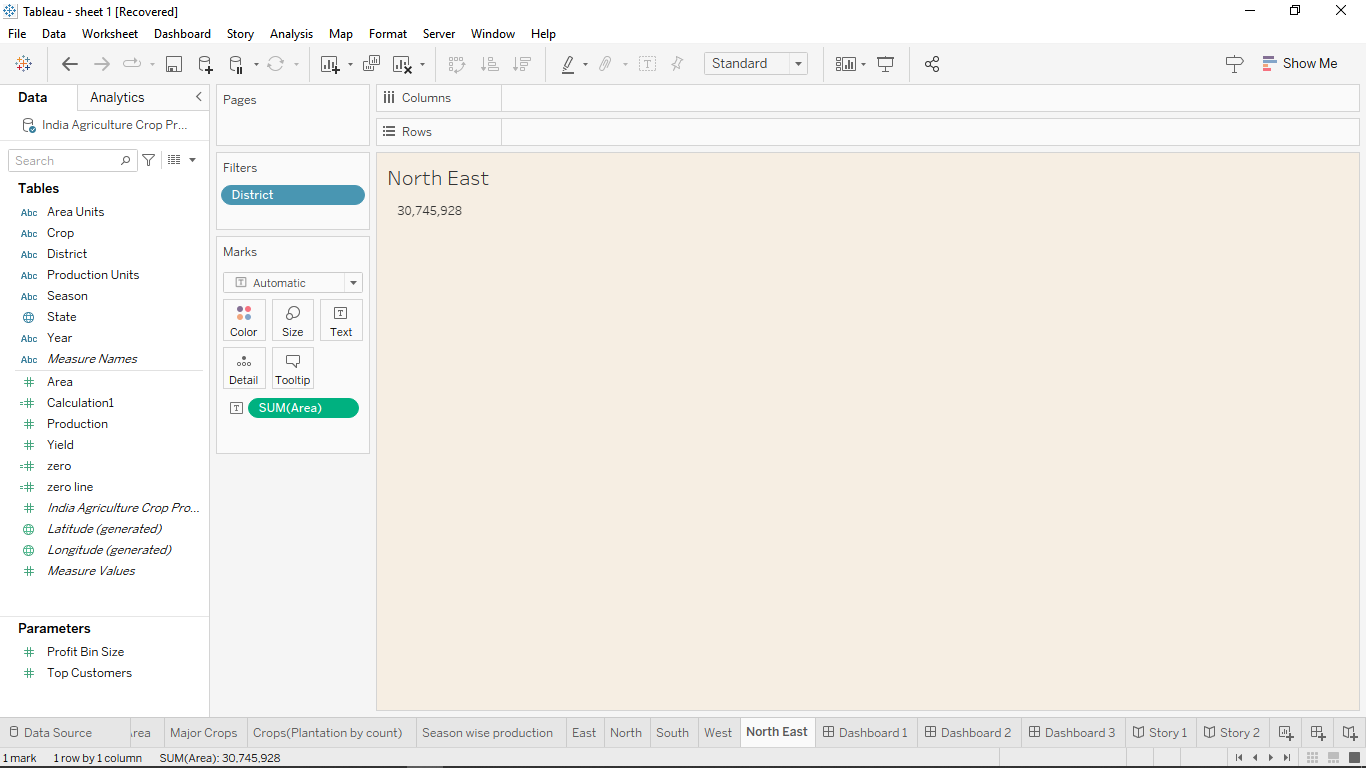 Tableau - sheet 1 [Recovered]
File Data Worksheet Dashboard Story Analysis Map Format Server Window Help
Standard
Show Me
Data Analytics
India Agriculture Crop Pr...
Search
Tables
Abc Area Units
Abc Crop
Abc District
Abc Production Units
Abc Season
State
Abc Year
Abc Measure Names
# Area
=# Calculation1
# Production
# Yield
=# zero
=# zero line
# India Agriculture Crop Pro...
Latitude (generated)
Longitude (generated)
# Measure Values
Parameters
# Profit Bin Size
# Top Customers
Pages
Filters
District
Marks
T Automatic
Color Size T Text
Detail Tooltip
T SUM(Area)
Columns
Rows
North East
30,745,928
Data Source rea Major Crops Crops(Plantation by count) Season wise production East North South West North East Dashboard 1 Dashboard 2 Dashboard 3 Story 1 Story 2
1 mark 1 row by 1 column SUM(Area): 30,745,928